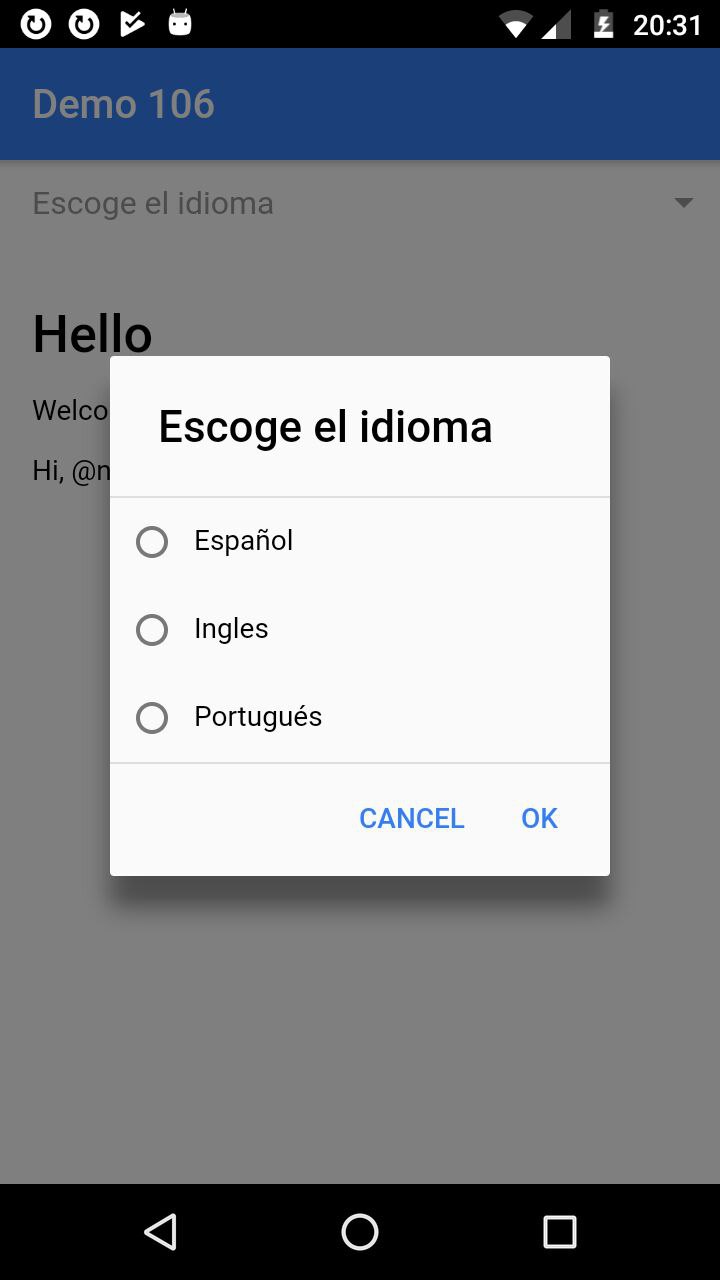 20:31
Demo 106
Escoge el idioma
Hello
Welco
Hi, @n
Escoge el idioma
Español
Ingles
Portugués
CANCEL OK